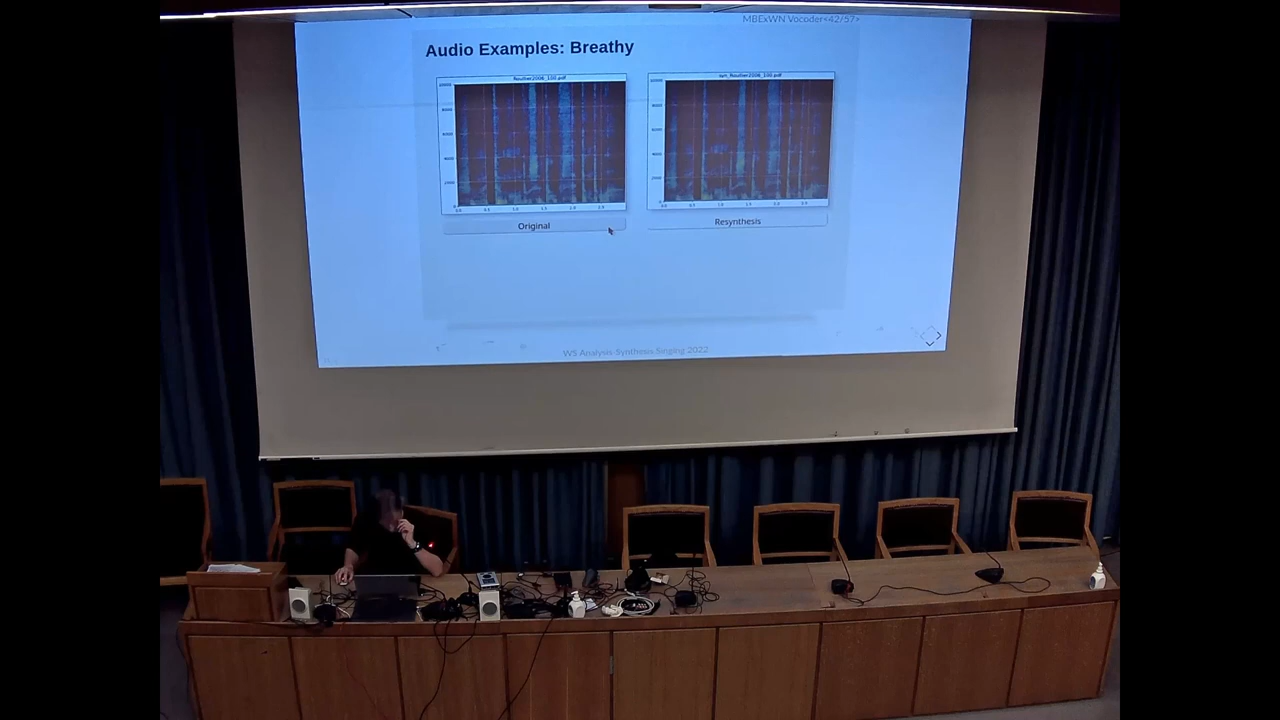 MBExWN Vocoder<42/57>
Audio Examples: Breathy
Original
Resynthesis
WS Analysis-Synthesis Singing 2022